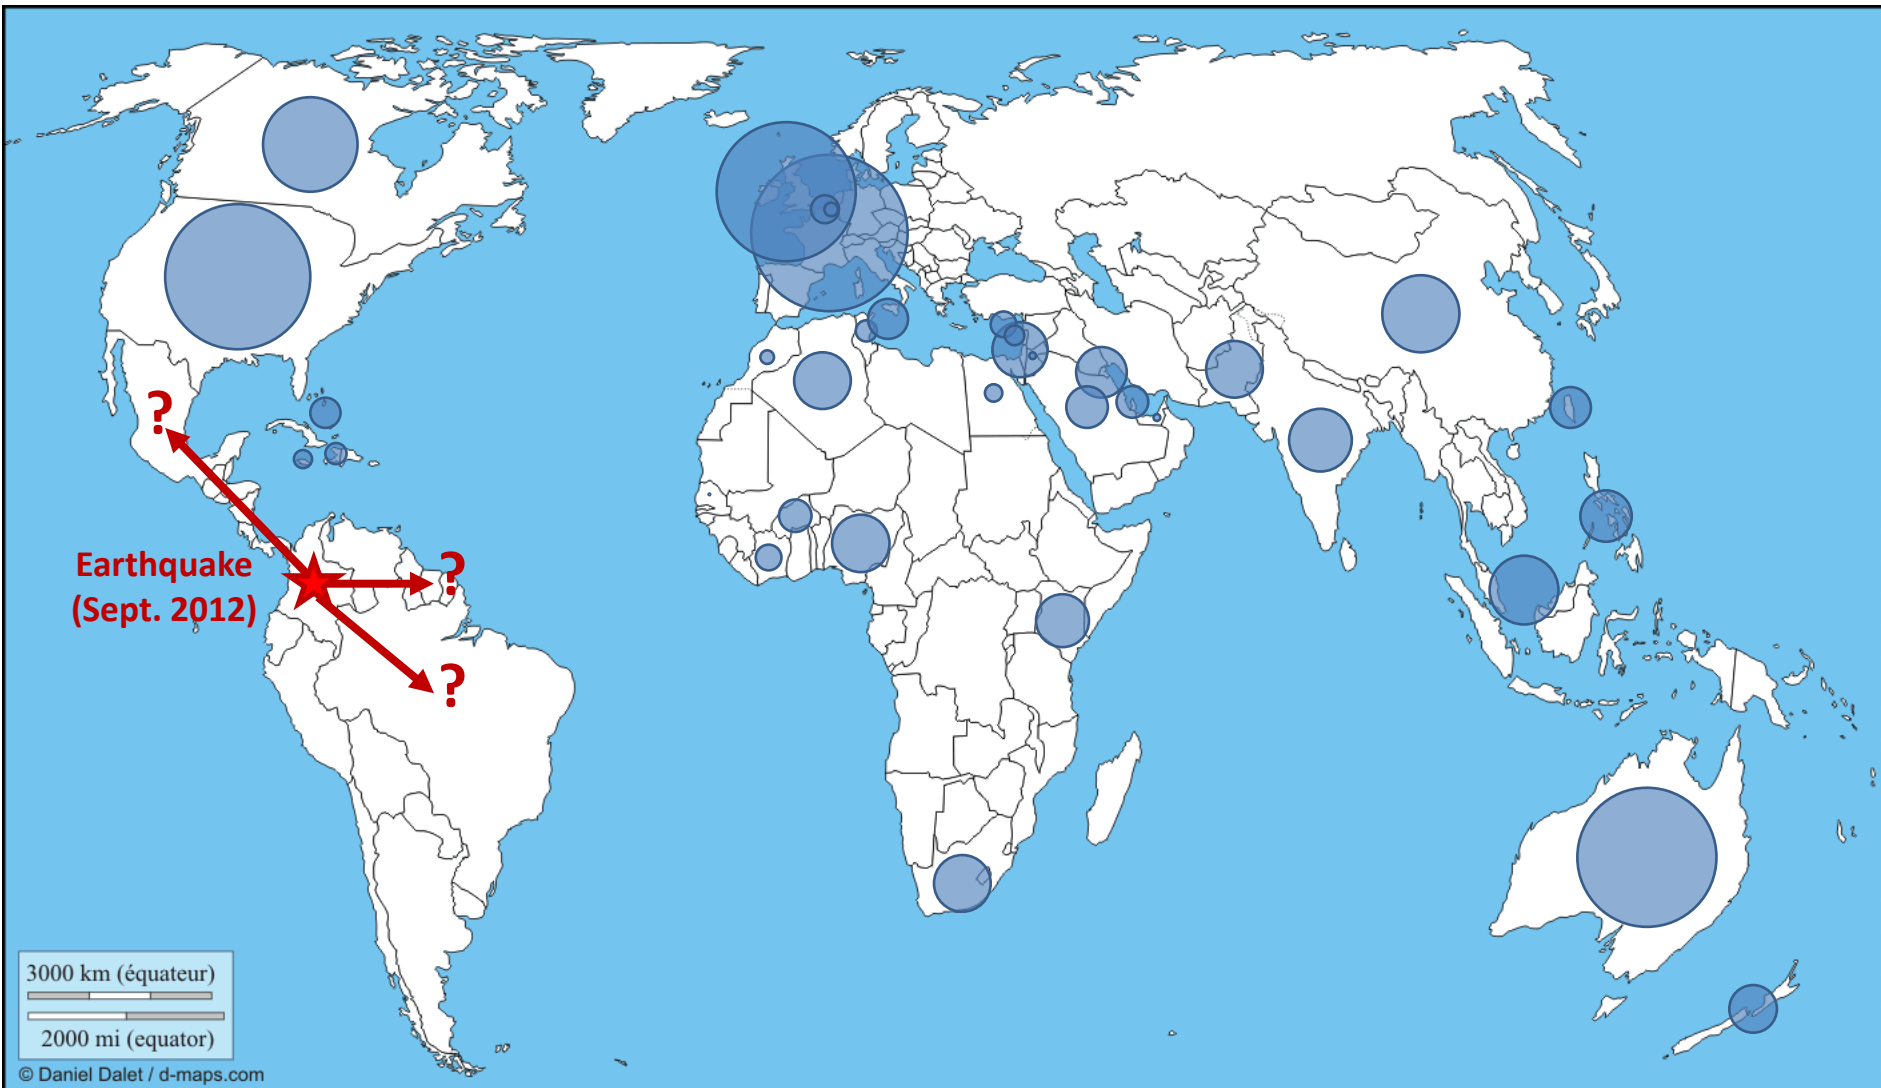 ?
Earthquake
(Sept. 2012)
?
?
3000 km (équateur)
2000 mi (equator)
© Daniel Dalet / d-maps.com